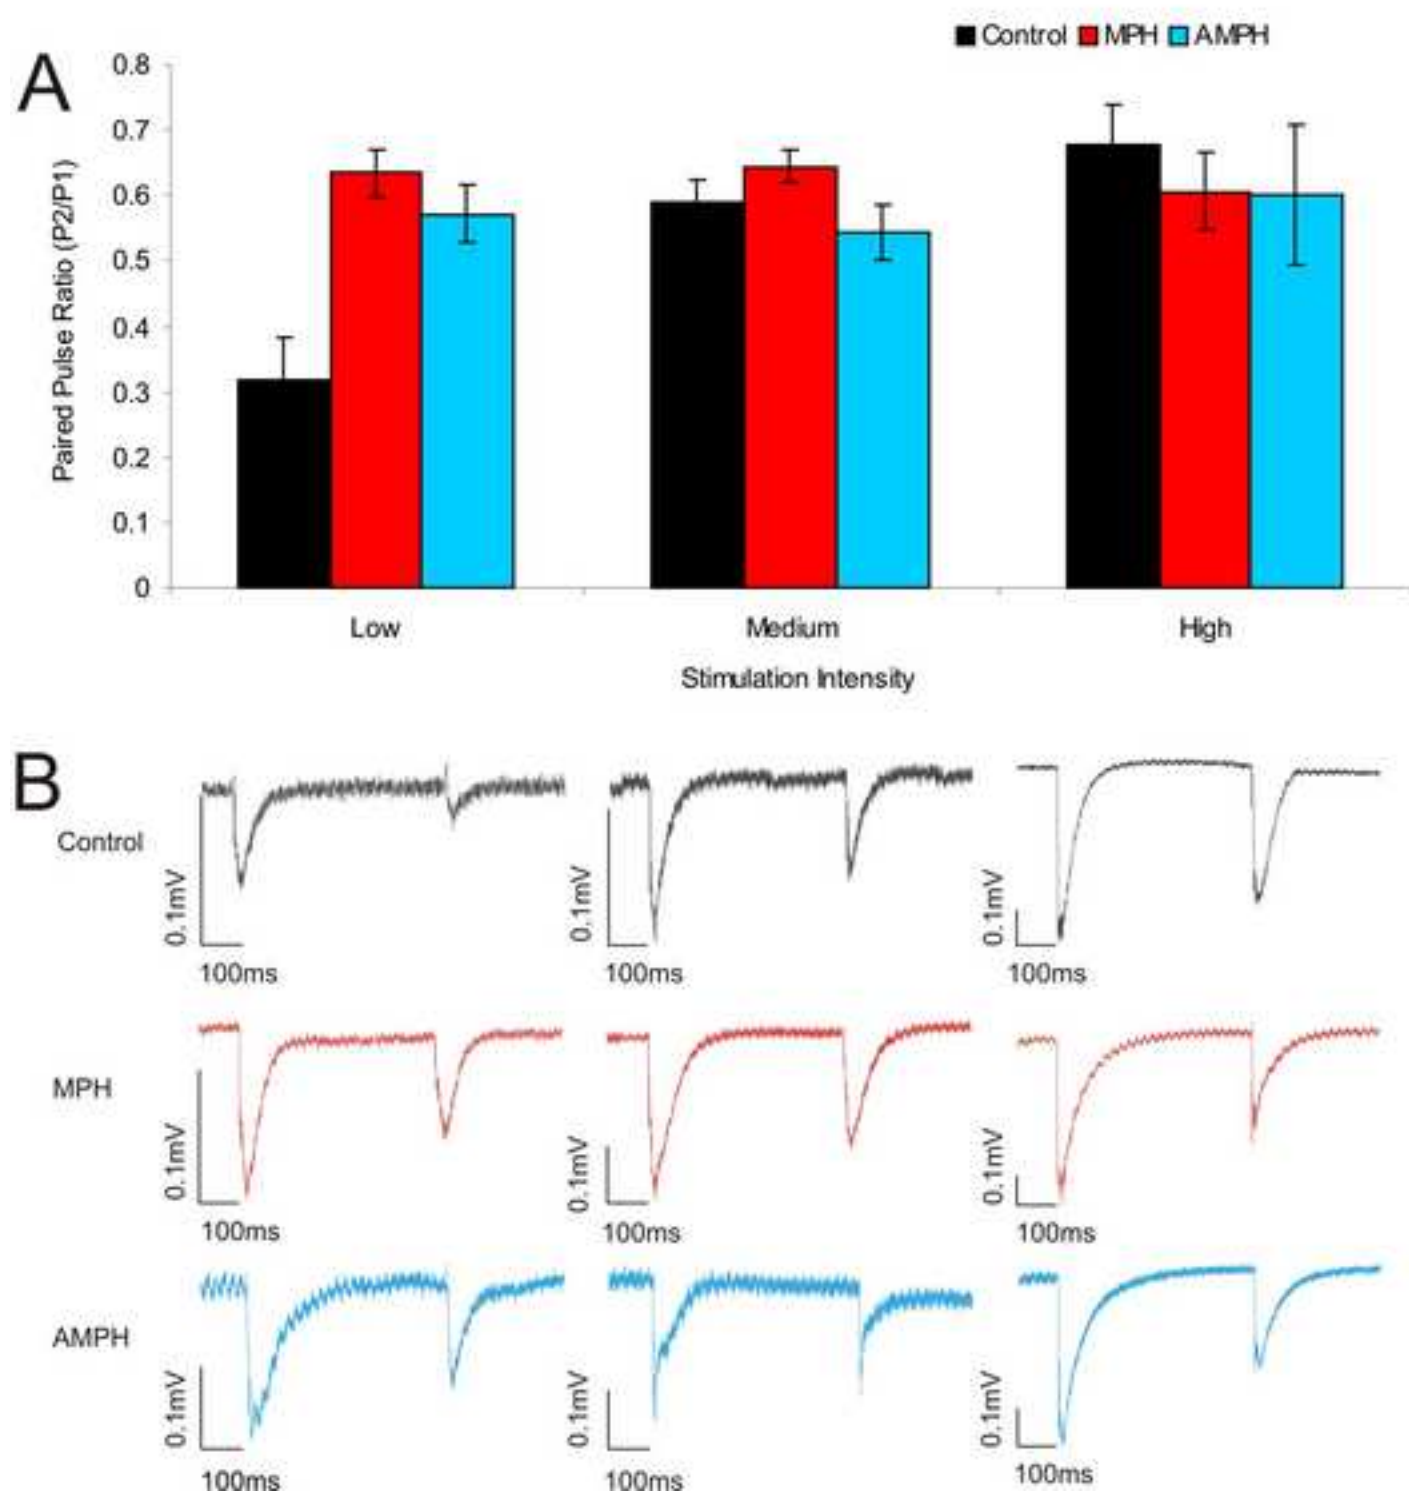 Control MPH AMPH
A
Paired Pulse Ratio (P2/P1)
0.8
0.7
0.6
0.5
0.4
0.3
0.2
0.1
0
Low Medium High
Stimulation Intensity
B
Control
0.1mV 0.1mV 0.1mV
100ms 100ms 100ms
MPH
0.1mV 0.1mV 0.1mV
100ms 100ms 100ms
AMPH
0.1mV 0.1mV 0.1mV
100ms 100ms 100ms